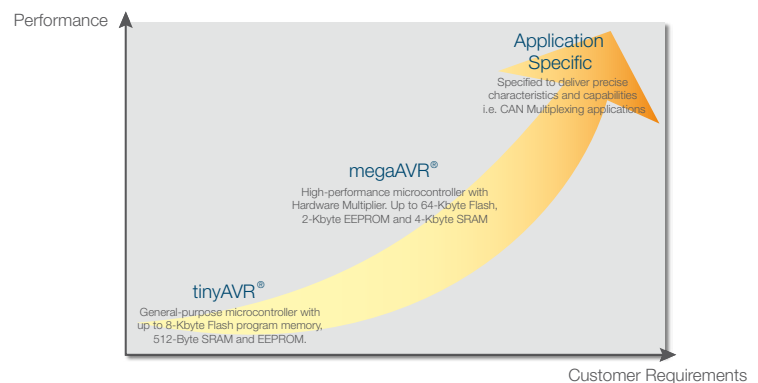 Performance
Application
Specific
Specified to deliver precise
characteristics and capabilities
i.e. CAN Multiplexing applications
megaAVR®
High-performance microcontroller with
Hardware Multiplier. Up to 64-Kbyte Flash,
2-Kbyte EEPROM and 4-Kbyte SRAM
tinyAVR®
General-purpose microcontroller with
up to 8-Kbyte Flash program memory,
512-Byte SRAM and EEPROM.
Customer Requirements